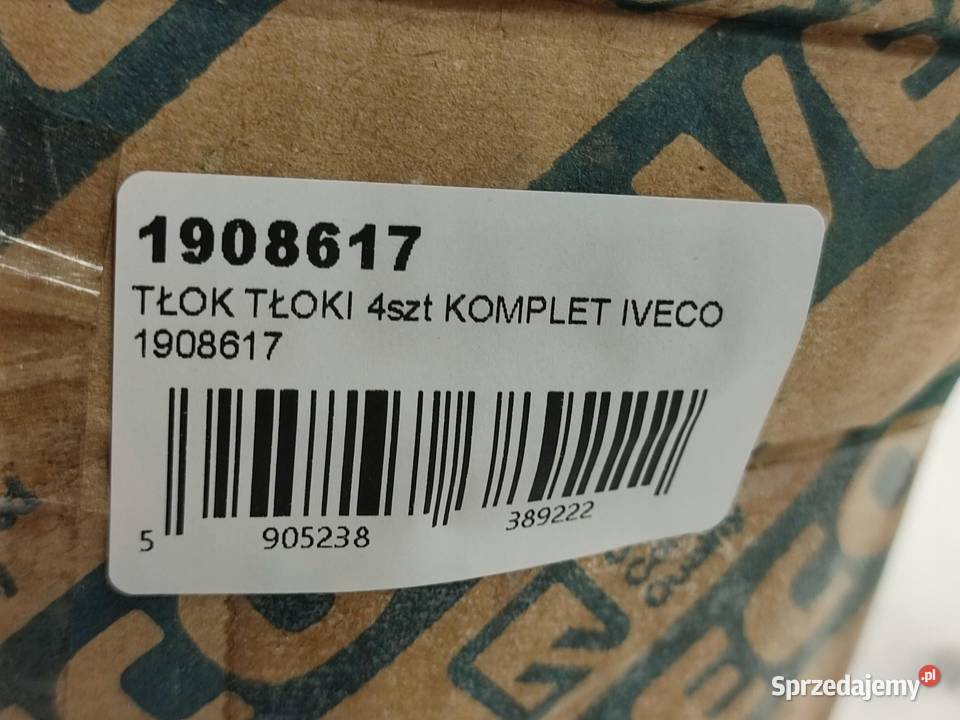 1908617
TŁOK TŁOKI 4szt KOMPLET IVECO
1908617
5 905238 389222
Sprzedajemy.pl